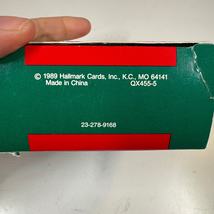 © 1989 Hallmark Cards, Inc., K.C., MO 64141
Made in China QX455-5
23-278-9168